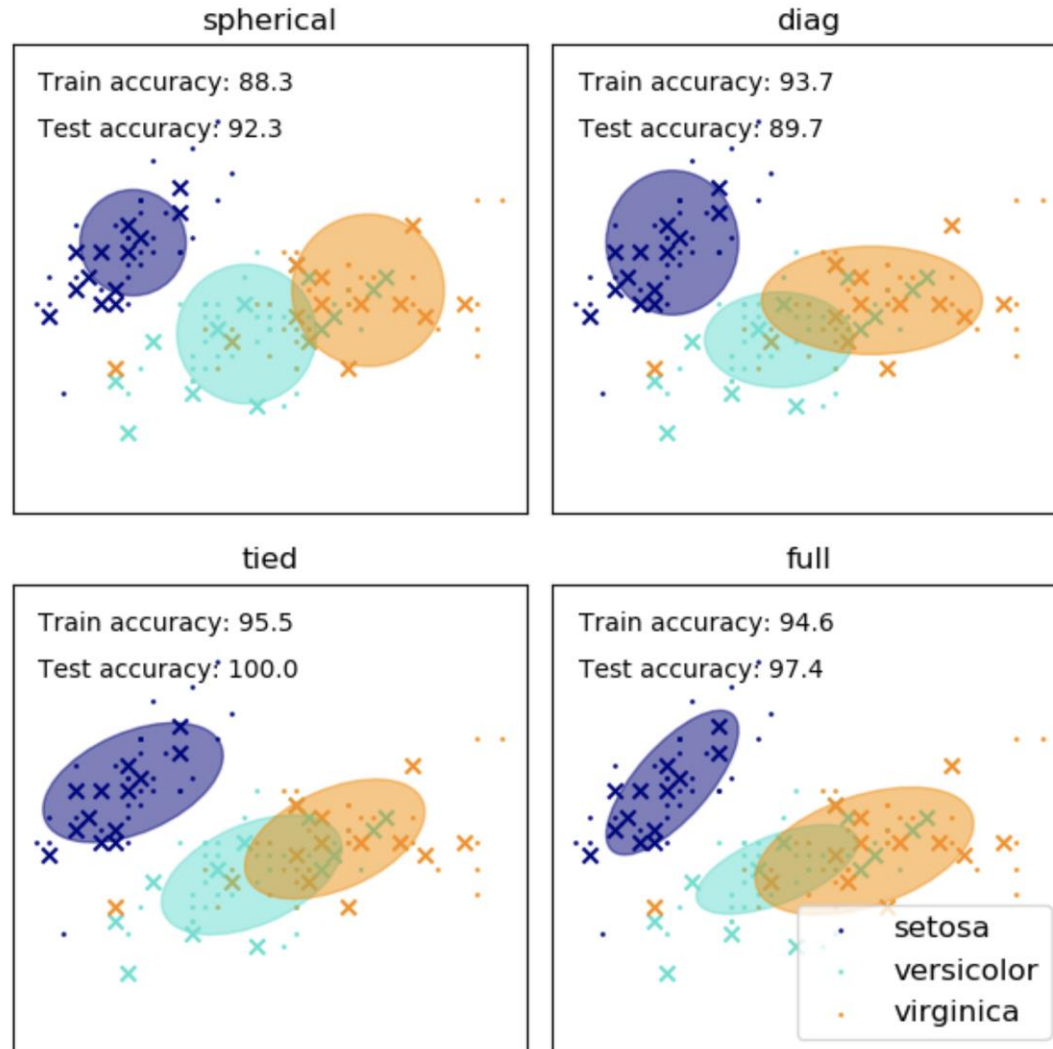 spherical
Train accuracy: 88.3
Test accuracy: 92.3
diag
Train accuracy: 93.7
Test accuracy: 89.7
tied
Train accuracy: 95.5
Test accuracy: 100.0
full
Train accuracy: 94.6
Test accuracy: 97.4
setosa
versicolor
virginica